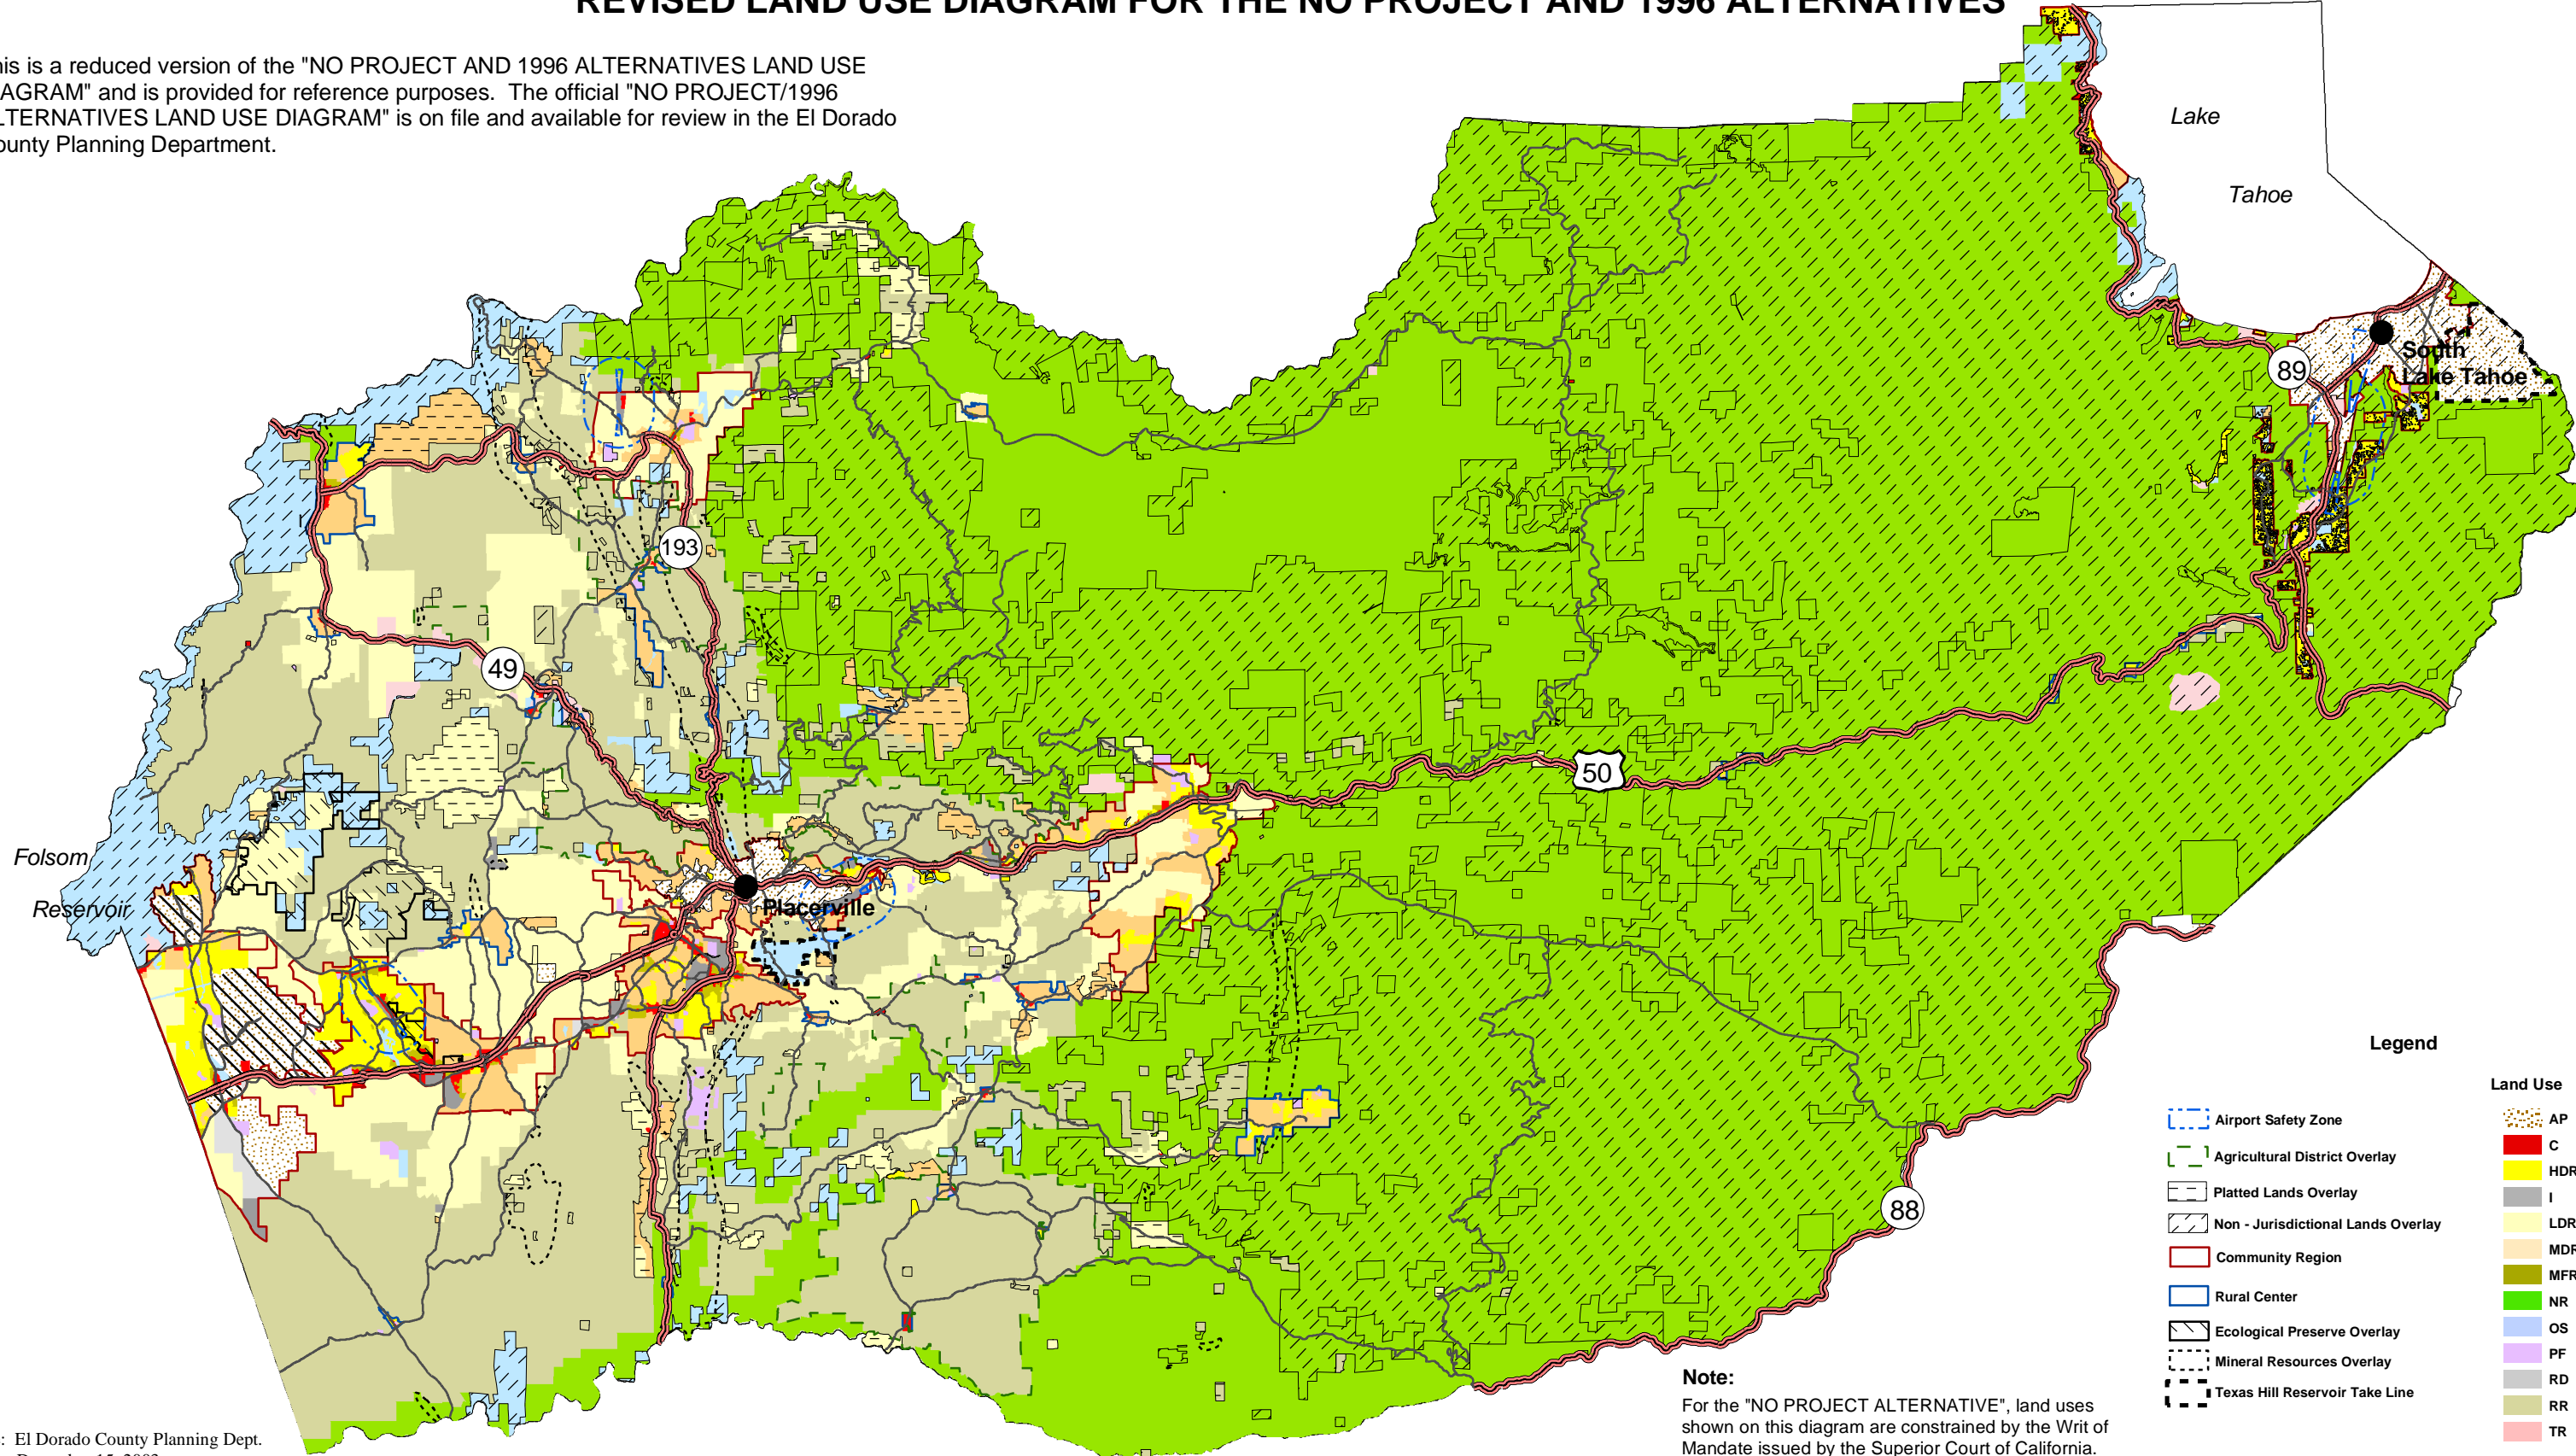 REVISED LAND USE DIAGRAM FOR THE NO PROJECT AND 1996 ALTERNATIVES
is is a reduced version of the "NO PROJECT AND 1996 ALTERNATIVES LAND USE
AGRAM" and is provided for reference purposes. The official "NO PROJECT/1996
LTERNATIVES LAND USE DIAGRAM" is on file and available for review in the El Dorado
ounty Planning Department.
Lake
Tahoe
South
Lake Tahoe
89
193
49
50
Folsom
Reservoir
Placerville
88
Legend
Land Use
Airport Safety Zone
Agricultural District Overlay
Platted Lands Overlay
Non - Jurisdictional Lands Overlay
Community Region
Rural Center
Ecological Preserve Overlay
Mineral Resources Overlay
Texas Hill Reservoir Take Line
AP
C
HDR
I
LDR
MDR
MFR
NR
OS
PF
RD
RR
TR
Note:
For the "NO PROJECT ALTERNATIVE", land uses
shown on this diagram are constrained by the Writ of
Mandate issued by the Superior Court of California.
: El Dorado County Planning Dept.